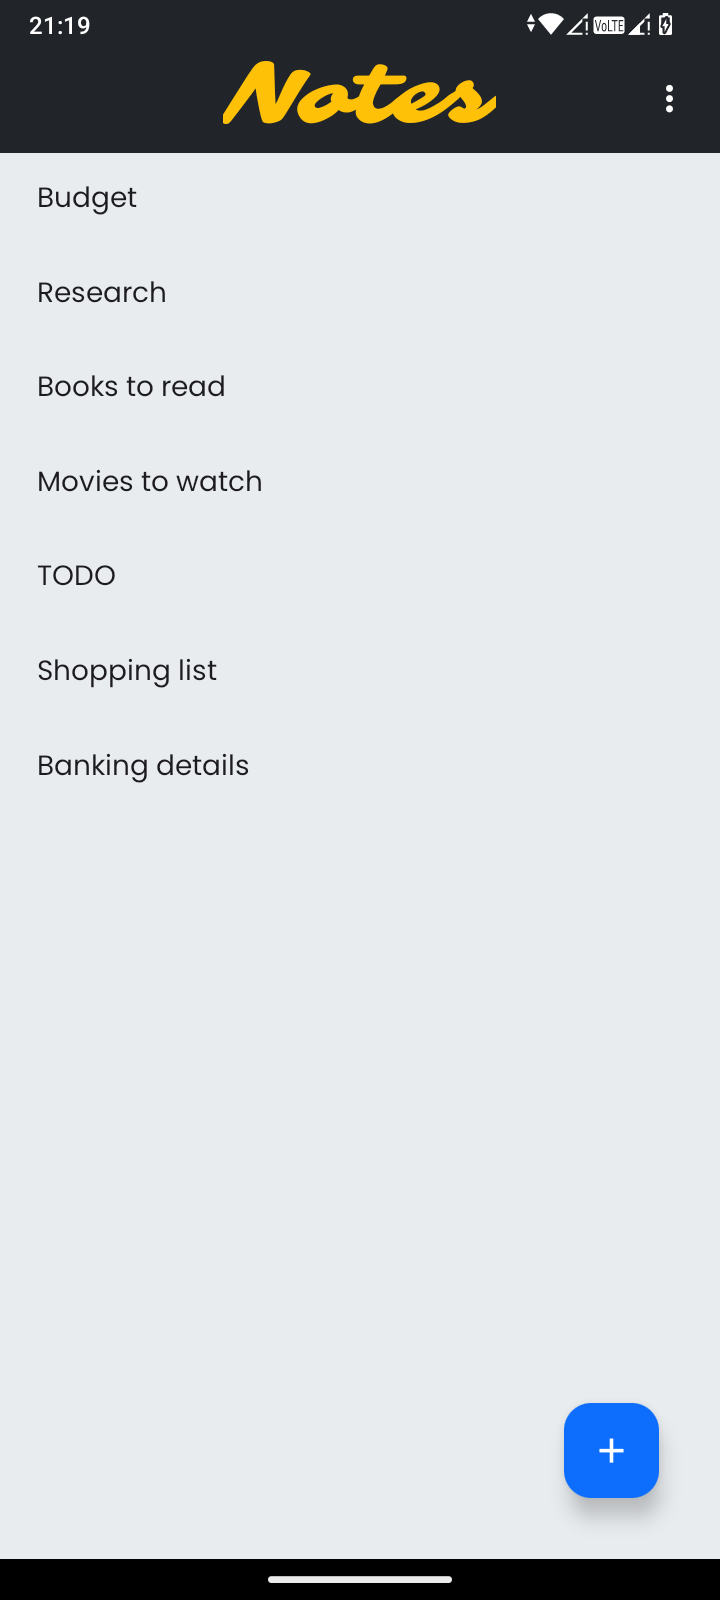 21:19
VoLTE
Notes
Budget
Research
Books to read
Movies to watch
TODO
Shopping list
Banking details